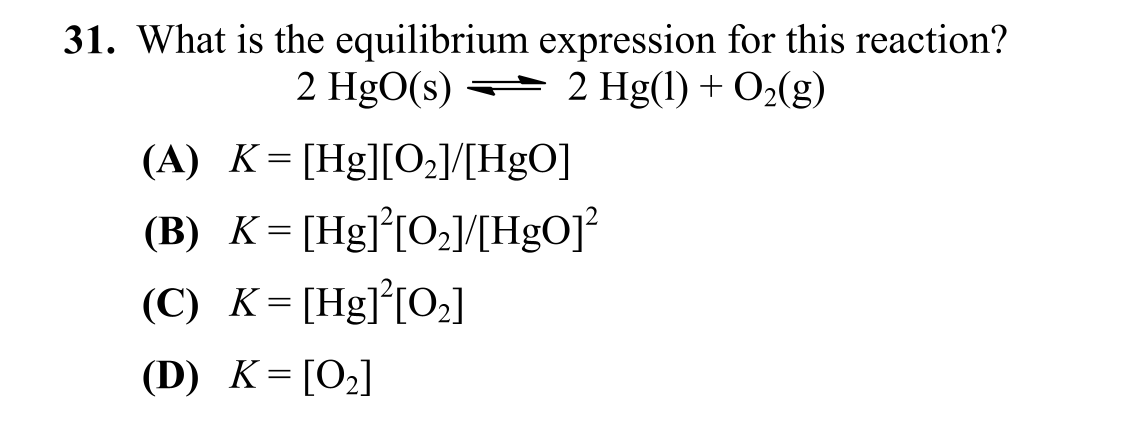 31. What is the equilibrium expression for this reaction?
2 HgO(s) ⇌ 2 Hg(l) + O₂(g)
(A) K = [Hg][O₂]/[HgO]
(B) K = [Hg]²[O₂]/[HgO]²
(C) K = [Hg]²[O₂]
(D) K = [O₂]